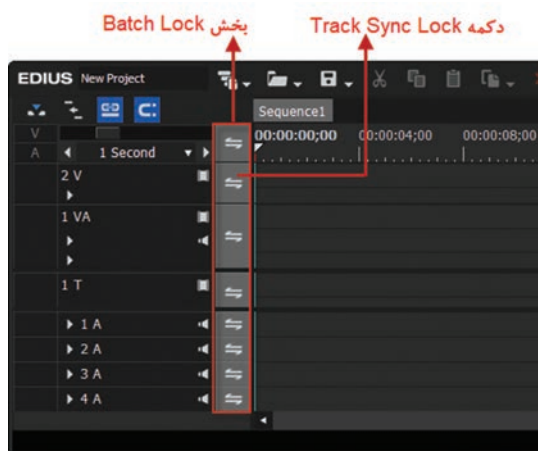 بخش Batch Lock
دکمه Track Sync Lock
EDIUS New Project
Sequence1
V
00:00:00;00 00:00:04;00 00:00:08;00
A 1 Second
2 V
1 VA
1 T
1 A
2 A
3 A
4 A